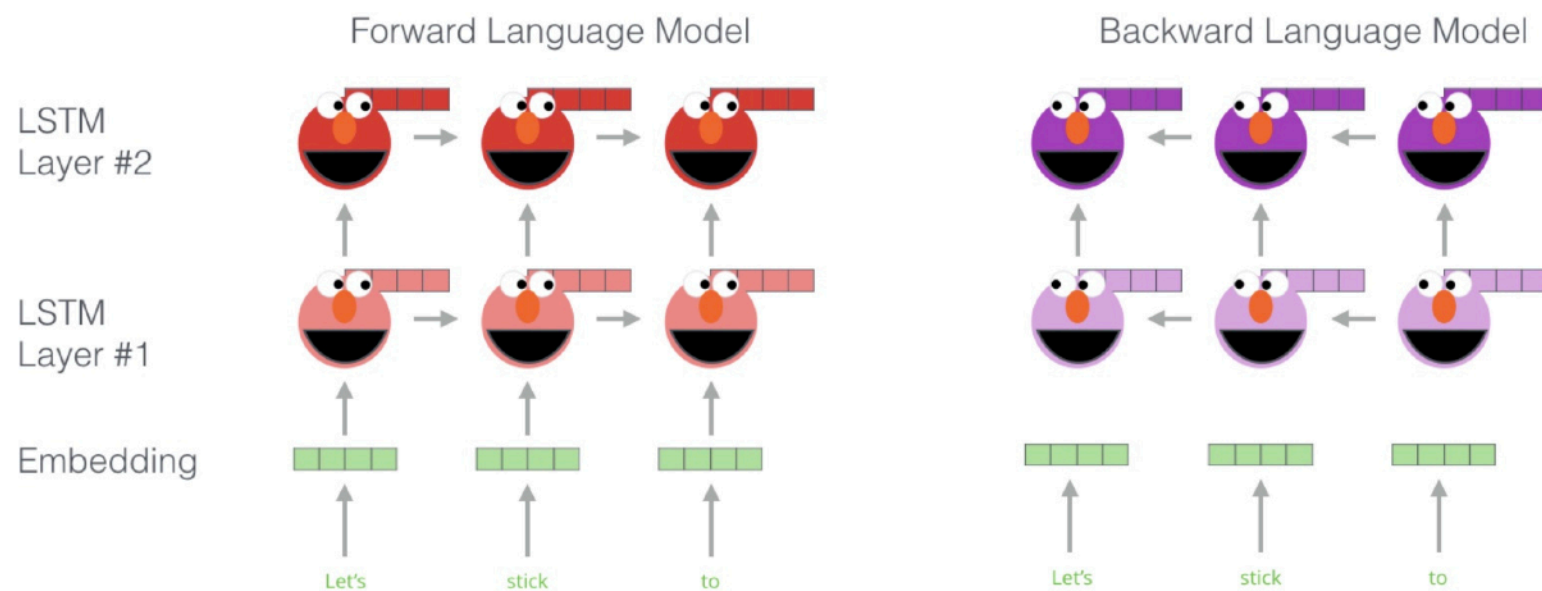 Forward Language Model
Backward Language Model
LSTM
Layer #2
LSTM
Layer #1
Embedding
Let's
stick
to
Let's
stick
to